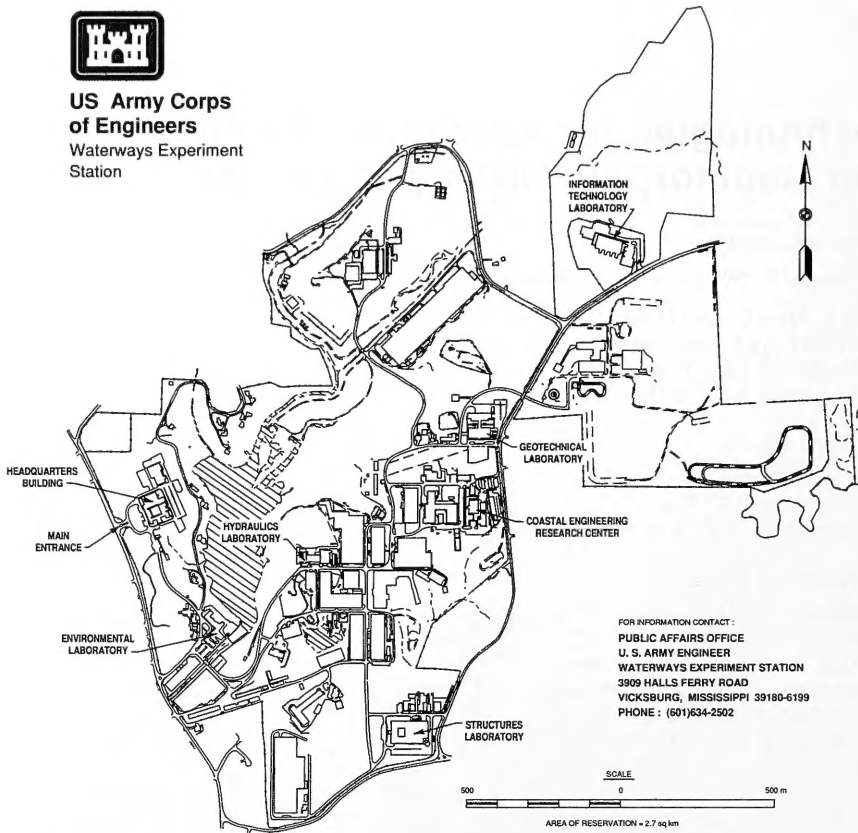 US Army Corps
of Engineers
Waterways Experiment
Station
N
INFORMATION
TECHNOLOGY
LABORATORY
GEOTECHNICAL
LABORATORY
HEADQUARTERS
BUILDING
MAIN
ENTRANCE
HYDRAULICS
LABORATORY
COASTAL ENGINEERING
RESEARCH CENTER
ENVIRONMENTAL
LABORATORY
STRUCTURES
LABORATORY
FOR INFORMATION CONTACT :
PUBLIC AFFAIRS OFFICE
U. S. ARMY ENGINEER
WATERWAYS EXPERIMENT STATION
3909 HALLS FERRY ROAD
VICKSBURG, MISSISSIPPI 39180-6199
PHONE : (601)634-2502
SCALE
500 0 500 m
AREA OF RESERVATION = 2.7 sq km